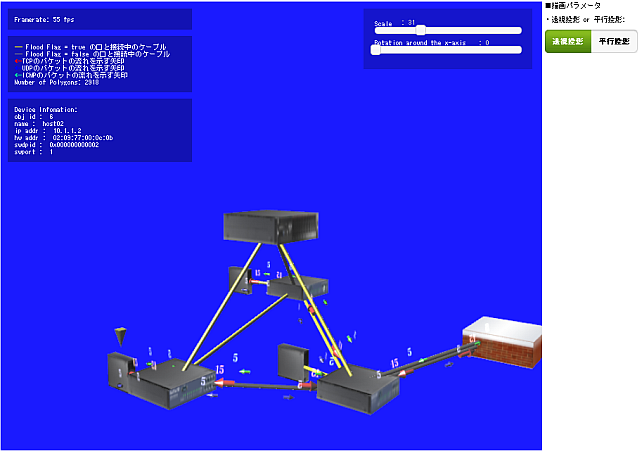 Framerate: 55 fps
Flood Flag = true の口と接続中のケーブル
Flood Flag = false の口と接続中のケーブル
TCPのパケットの流れを示す矢印
UDPのパケットの流れを示す矢印
ICMPのパケットの流れを示す矢印
Number of Polygons: 2918
Device Infomation:
obj id : 6
name : host02
ip addr : 10.1.1.2
hw addr : 02:09:77:00:0c:0b
swdpid : 0x000000000002
swport : 1
Scale : 31
Rotation around the x-axis : 0
■描画パラメータ
・透視投影 or 平行投影:
透視投影 平行投影
5
15
5
15
5
5
15
5
5